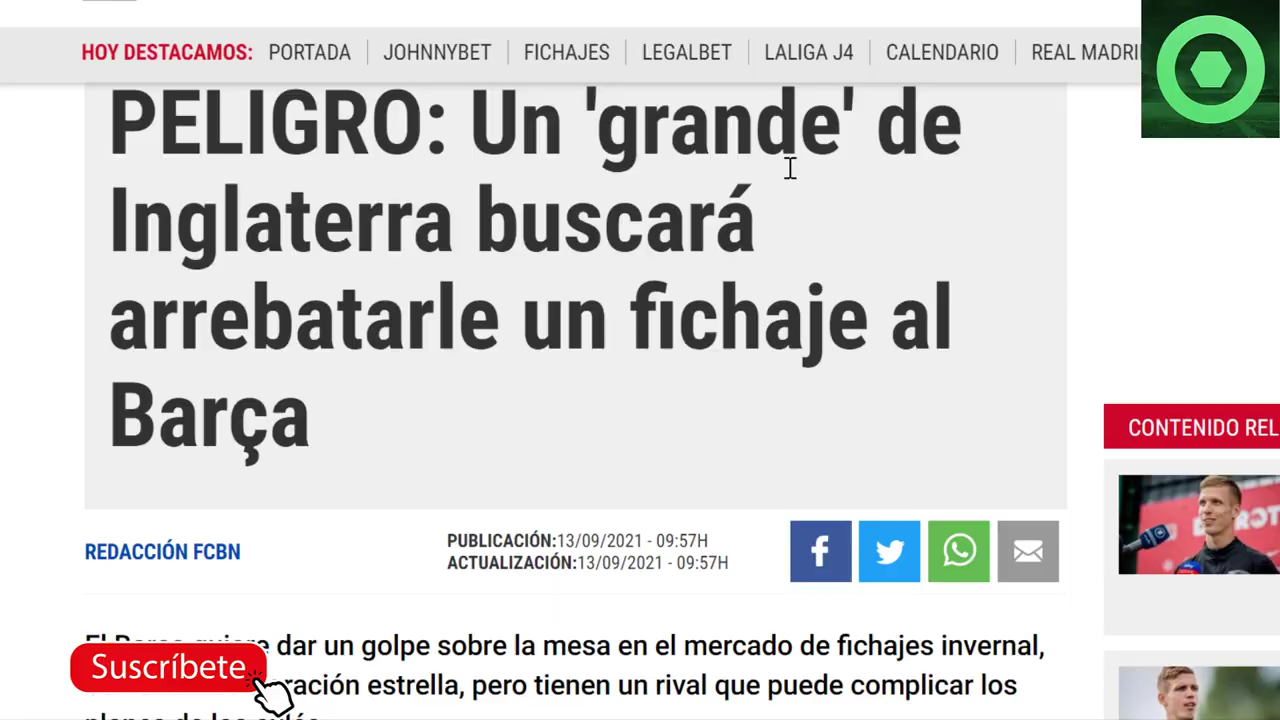 HOY DESTACAMOS: PORTADA JOHNNYBET FICHAJES LEGALBET LALIGA J4 CALENDARIO REAL
PELIGRO: Un 'grande' de
Inglaterra buscará
arrebatarle un fichaje al
Barça
CONTENIDO
REDACCIÓN FCBN
PUBLICACIÓN:13/09/2021 - 09:57H
ACTUALIZACIÓN:13/09/2021 - 09:57H
dar un golpe sobre la mesa en el mercado de fichajes invernal,
Suscríbete
estrella, pero tienen un rival que puede complicar los